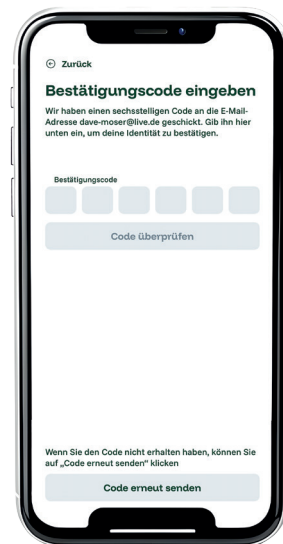 Zurück
Bestätigungscode eingeben
Wir haben einen sechsstelligen Code an die E-Mail-
Adresse dave-moser@live.de geschickt. Gib ihn hier
unten ein, um deine Identität zu bestätigen.
Bestätigungscode
Code überprüfen
Wenn Sie den Code nicht erhalten haben, können Sie
auf „Code erneut senden" klicken
Code erneut senden